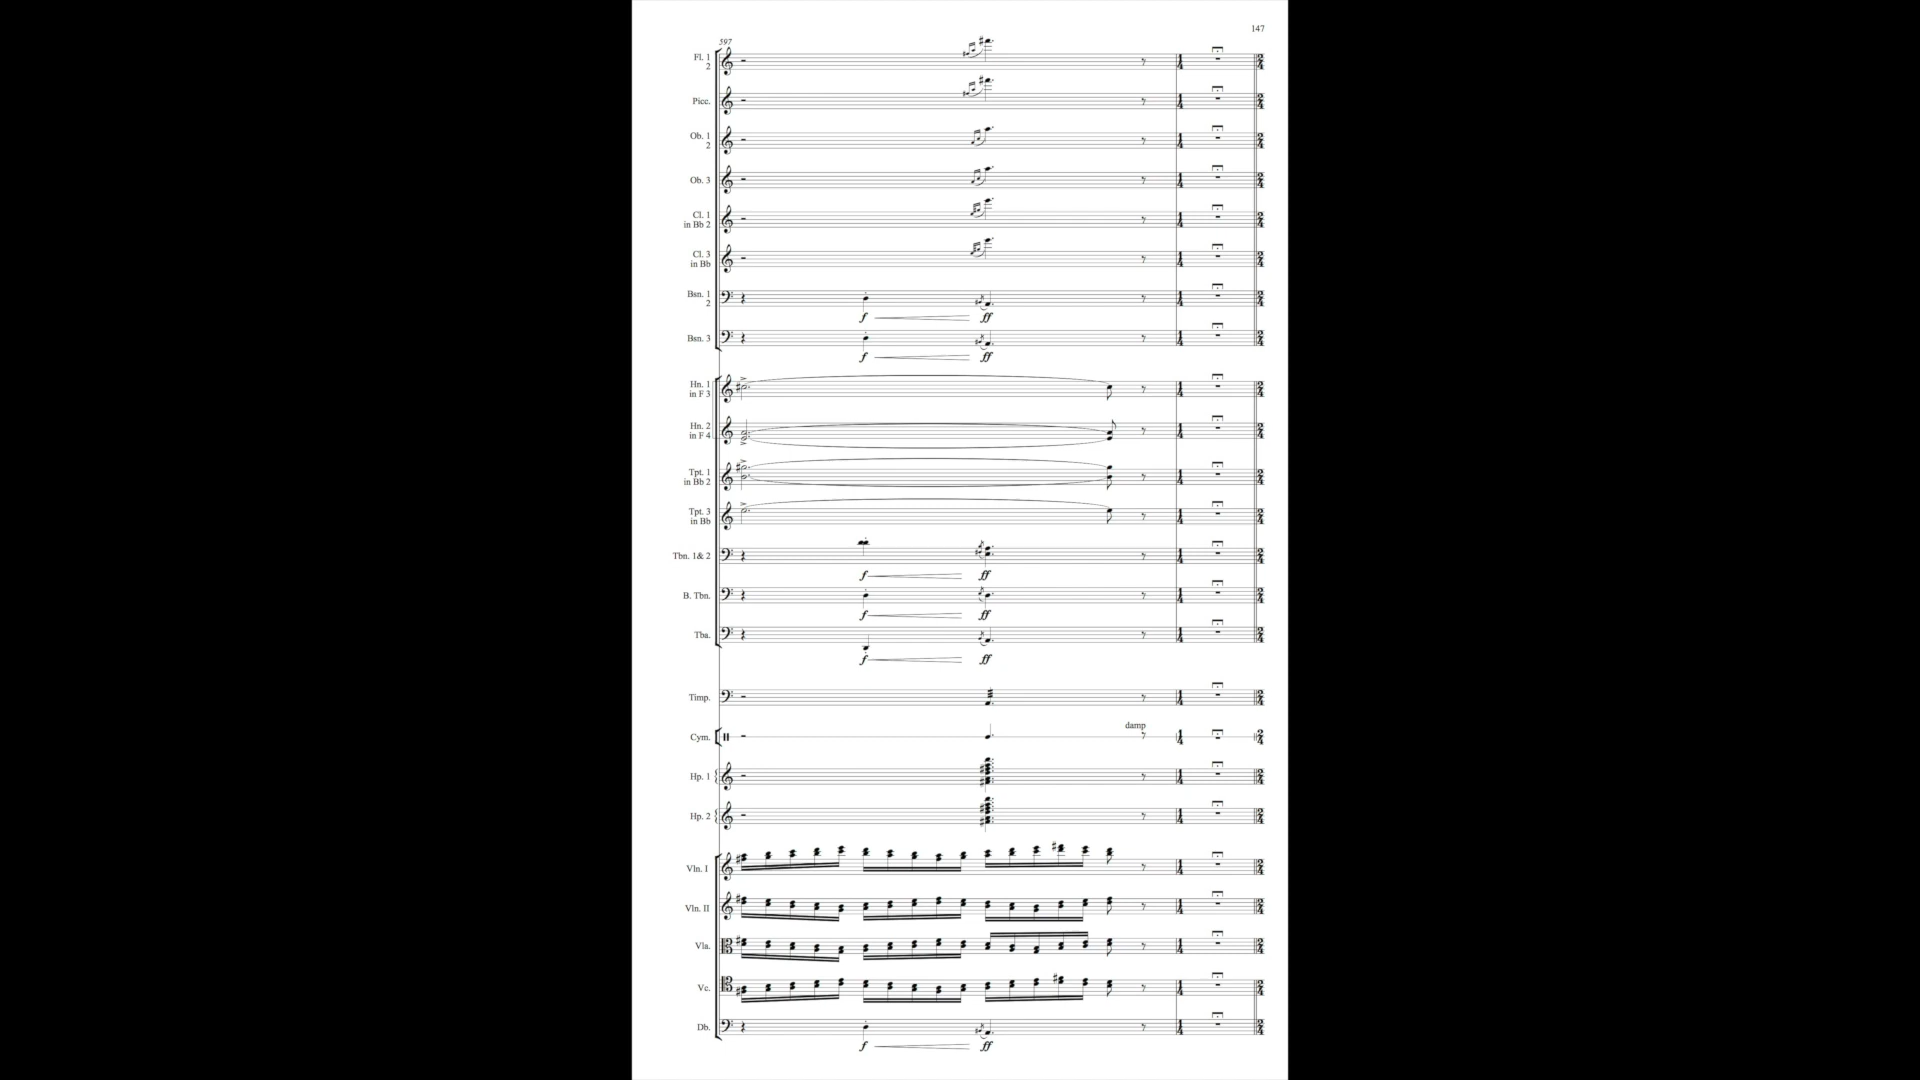 147
597
Fl. 1
2
Picc.
Ob. 1
2
Ob. 3
Cl. 1
in Bb 2
Cl. 3
in Bb
Bsn. 1
2
f ff
Bsn. 3
f ff
Hn. 1
in F 3
Hn. 2
in F 4
Tpt. 1
in Bb 2
Tpt. 3
in Bb
Tbn. 1& 2
f ff
B. Tbn.
f ff
Tba.
f ff
Timp.
damp
Cym.
Hp. 1
Hp. 2
Vln. I
Vln. II
Vla.
Vc.
Db.
f ff